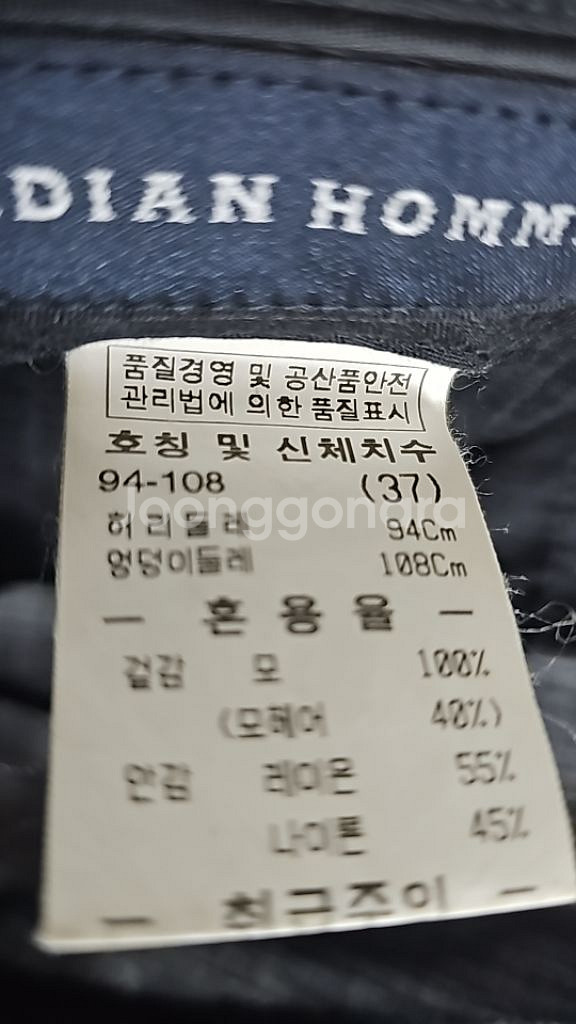 DIAN HOMM
품질경영 및 공산품안전
관리법에 의한 품질표시
호칭 및 신체치수
94-108 (37)
joonggonara
허리둘레 94Cm
엉덩이둘레 108Cm
— 혼용율 —
겉감 모 100%
(모헤어 40%)
안감 레이온 55%
나이론 45%
— 취급주의 —